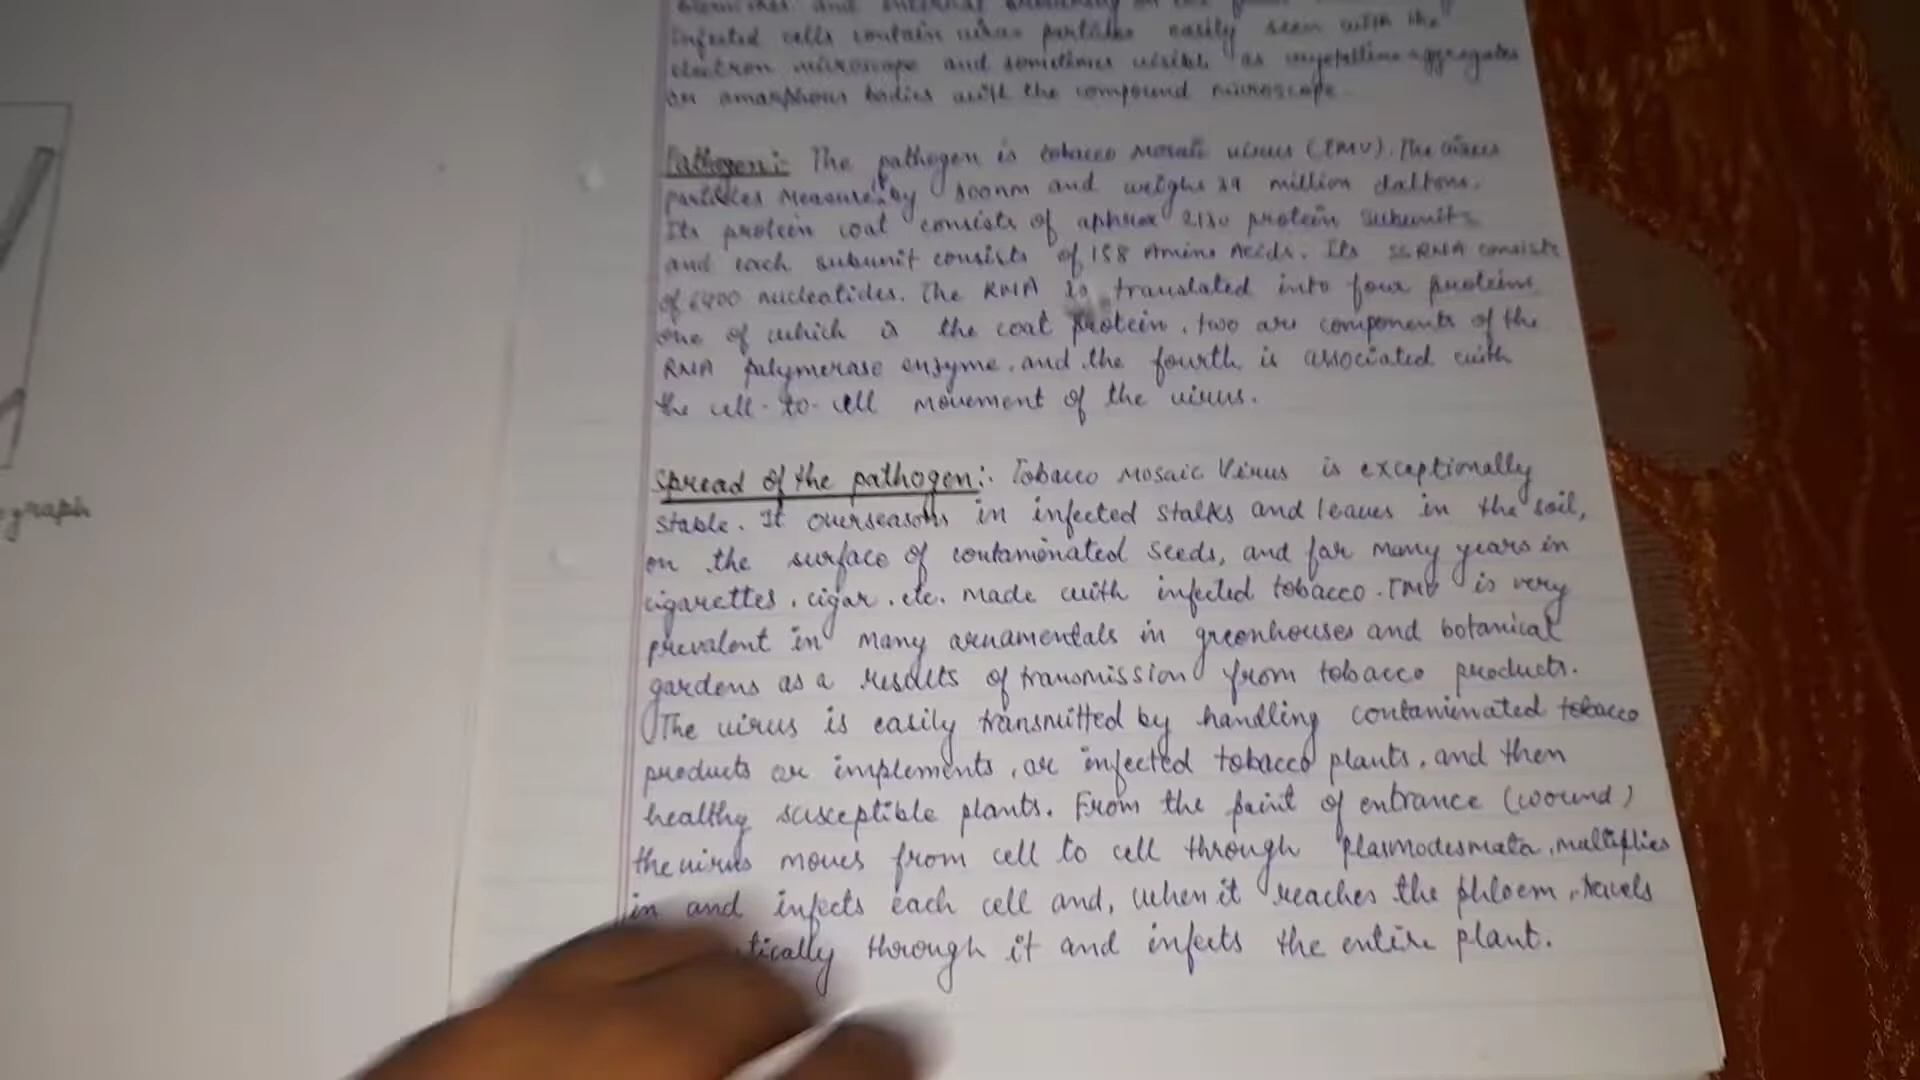 infected cells contain virus particles easily seen with the
electron microscope and sometimes visible as crystalline aggregates
or amorphous bodies with the compound microscope.
Pathogen:- The pathogen is tobacco mosaic virus (TMV). The virus
particles measure by 300nm and weighs 39 million daltons.
Its protein coat consists of approx 2130 protein subunits
and each subunit consists of 158 Amino Acids. Its ssRNA consists
of 6400 nucleotides. The RNA is translated into four proteins
one of which is the coat protein, two are components of the
RNA polymerase enzyme, and the fourth is associated with
the cell-to-cell movement of the virus.
Spread of the pathogen:- Tobacco Mosaic Virus is exceptionally
stable. It overseasons in infected stalks and leaves in the soil,
on the surface of contaminated seeds, and for many years in
cigarettes, cigar, etc. made with infected tobacco. TMV is very
prevalent in many ornamentals in greenhouses and botanical
gardens as a results of transmission from tobacco products.
The virus is easily transmitted by handling contaminated tobacco
products or implements, or infected tobacco plants, and then
healthy susceptible plants. From the point of entrance (wound)
the virus moves from cell to cell through plasmodesmata, multiplies
in and infects each cell and, when it reaches the phloem, travels
tically through it and infects the entire plant.
graph